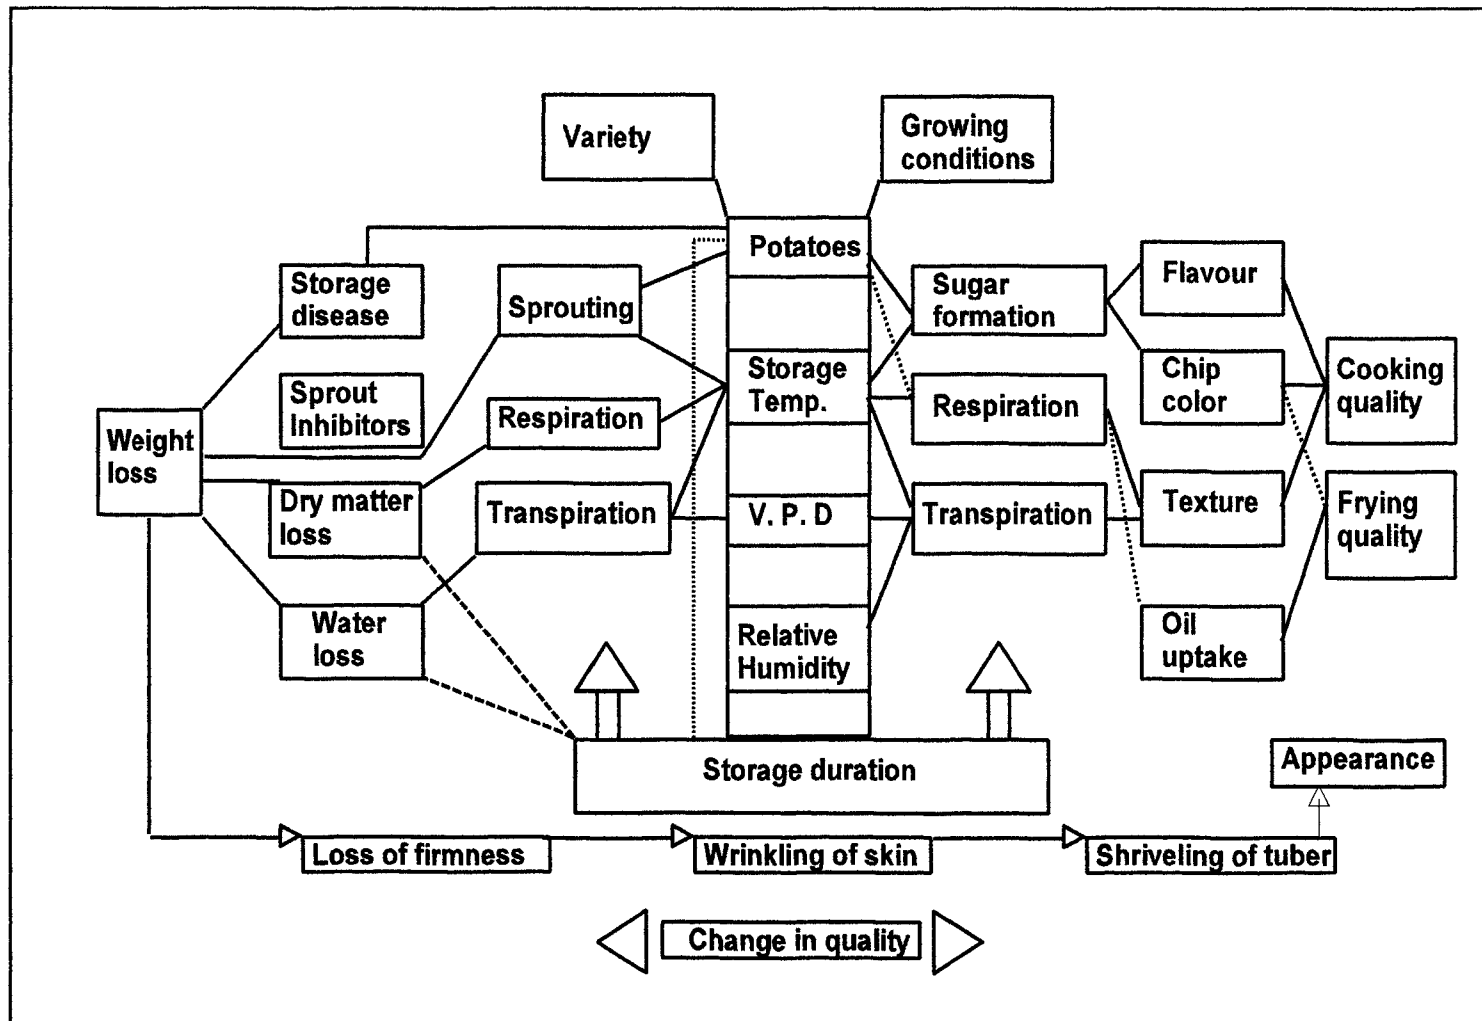 Variety
Growing
conditions
Potatoes
Storage
disease
Sprouting
Sugar
formation
Flavour
Sprout
Inhibitors
Storage
Temp.
Chip
color
Cooking
quality
Weight
loss
Respiration
Respiration
Dry matter
loss
Transpiration
V. P. D
Transpiration
Texture
Frying
quality
Water
loss
Relative
Humidity
Oil
uptake
Storage duration
Appearance
Loss of firmness
Wrinkling of skin
Shriveling of tuber
Change in quality